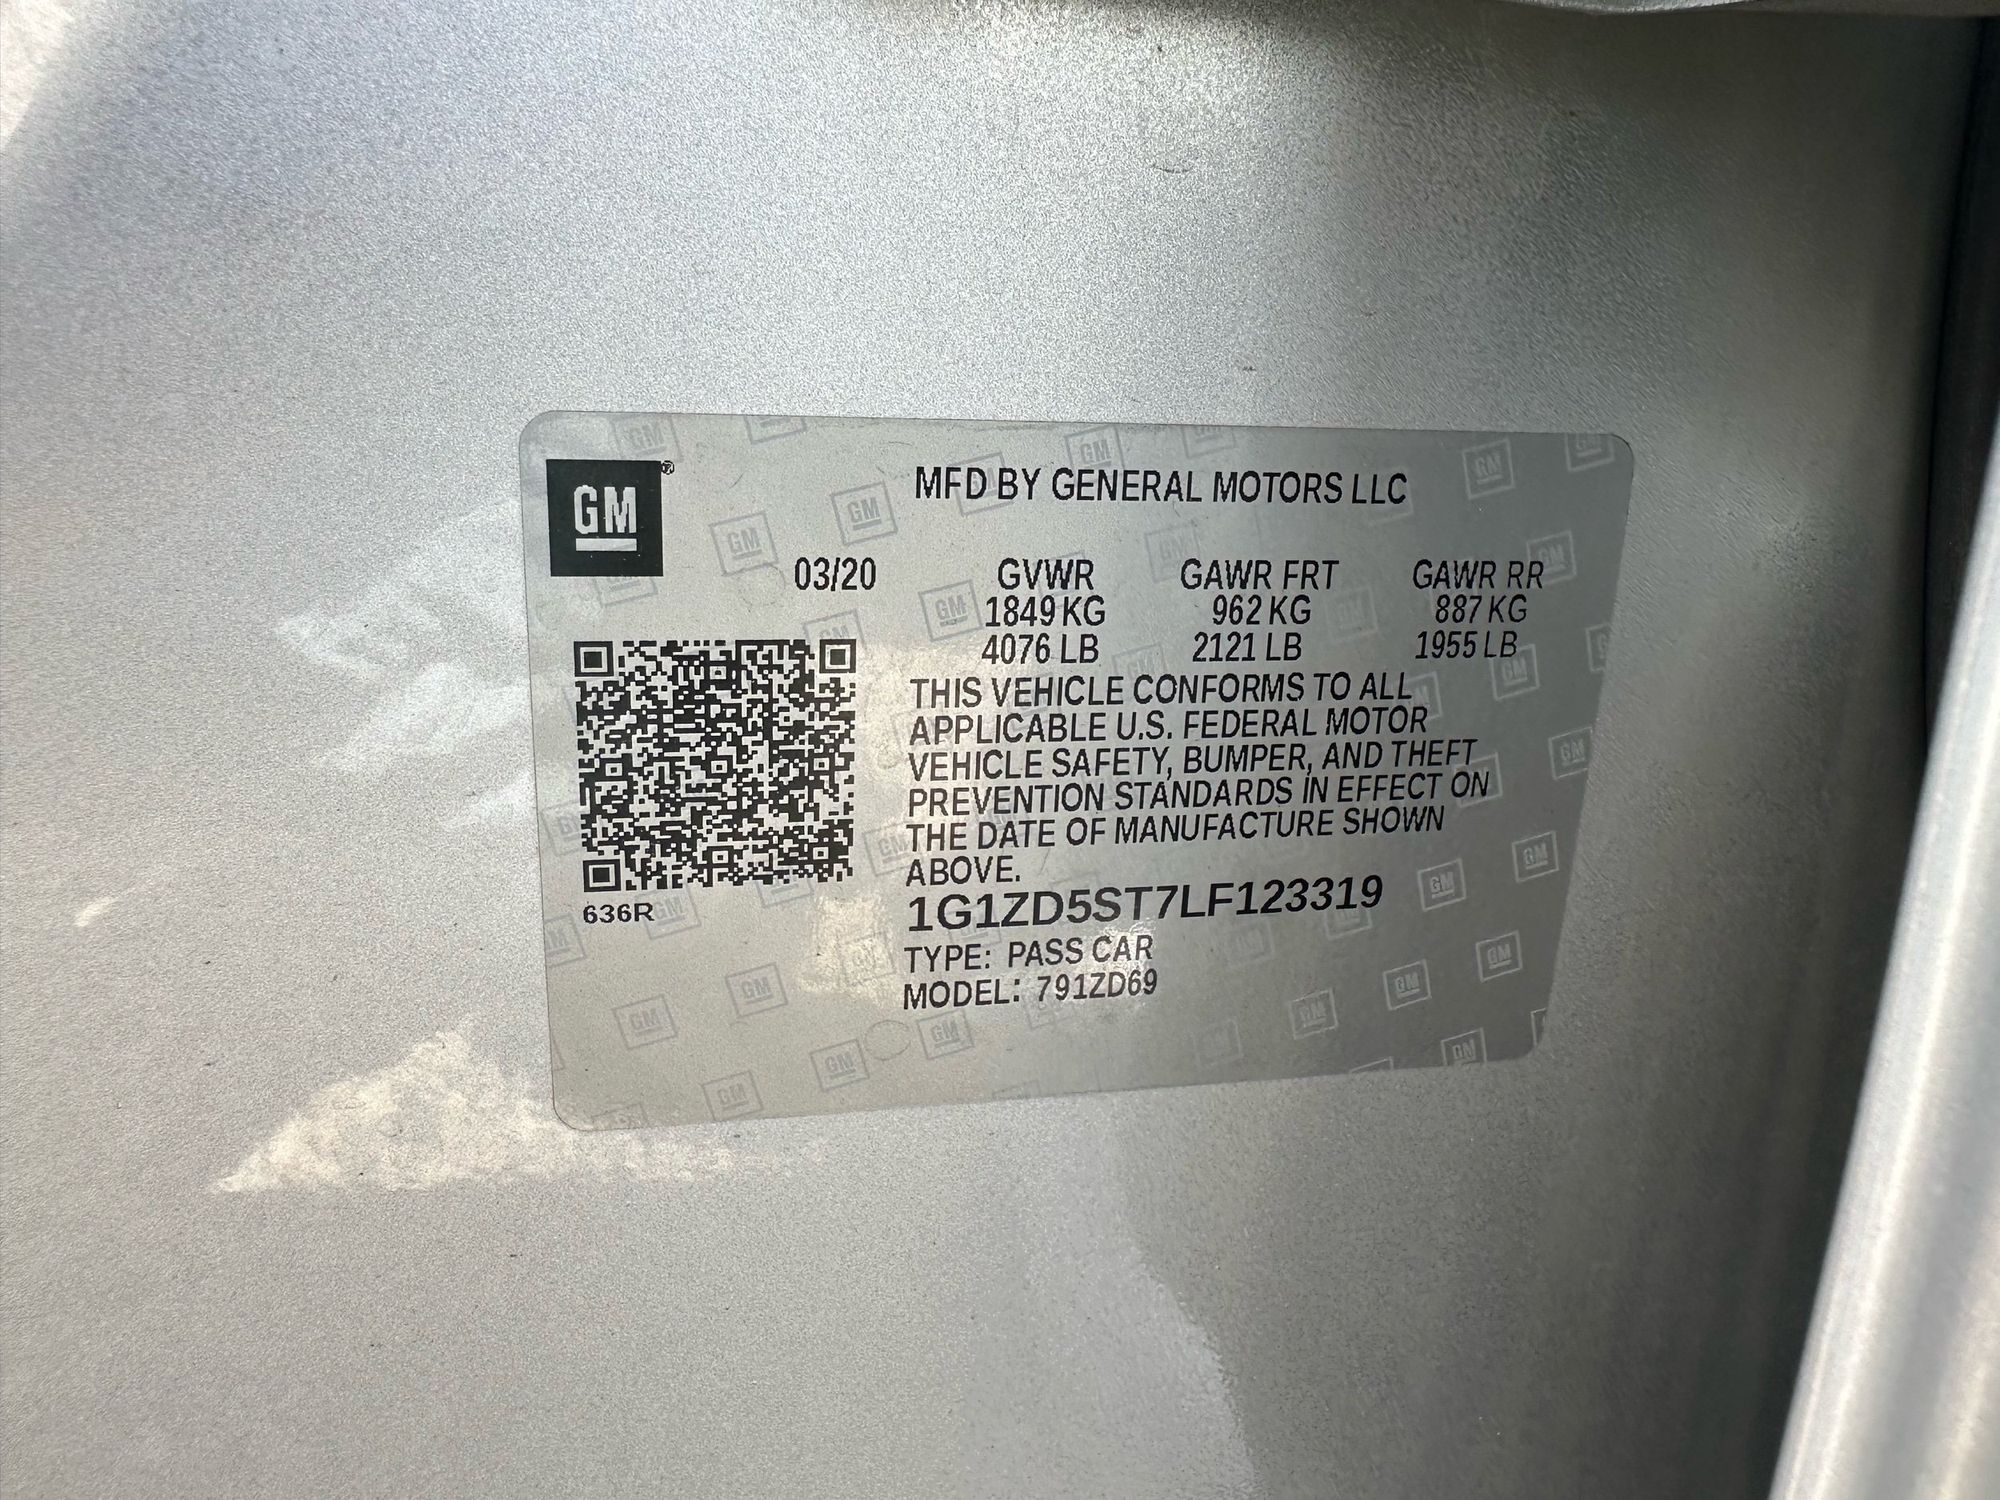 GM
MFD BY GENERAL MOTORS LLC
03/20 GVWR GAWR FRT GAWR RR
1849 KG 962 KG 887 KG
4076 LB 2121 LB 1955 LB
THIS VEHICLE CONFORMS TO ALL
APPLICABLE U.S. FEDERAL MOTOR
VEHICLE SAFETY, BUMPER, AND THEFT
PREVENTION STANDARDS IN EFFECT ON
THE DATE OF MANUFACTURE SHOWN
ABOVE.
636R
1G1ZD5ST7LF123319
TYPE: PASS CAR
MODEL: 791ZD69